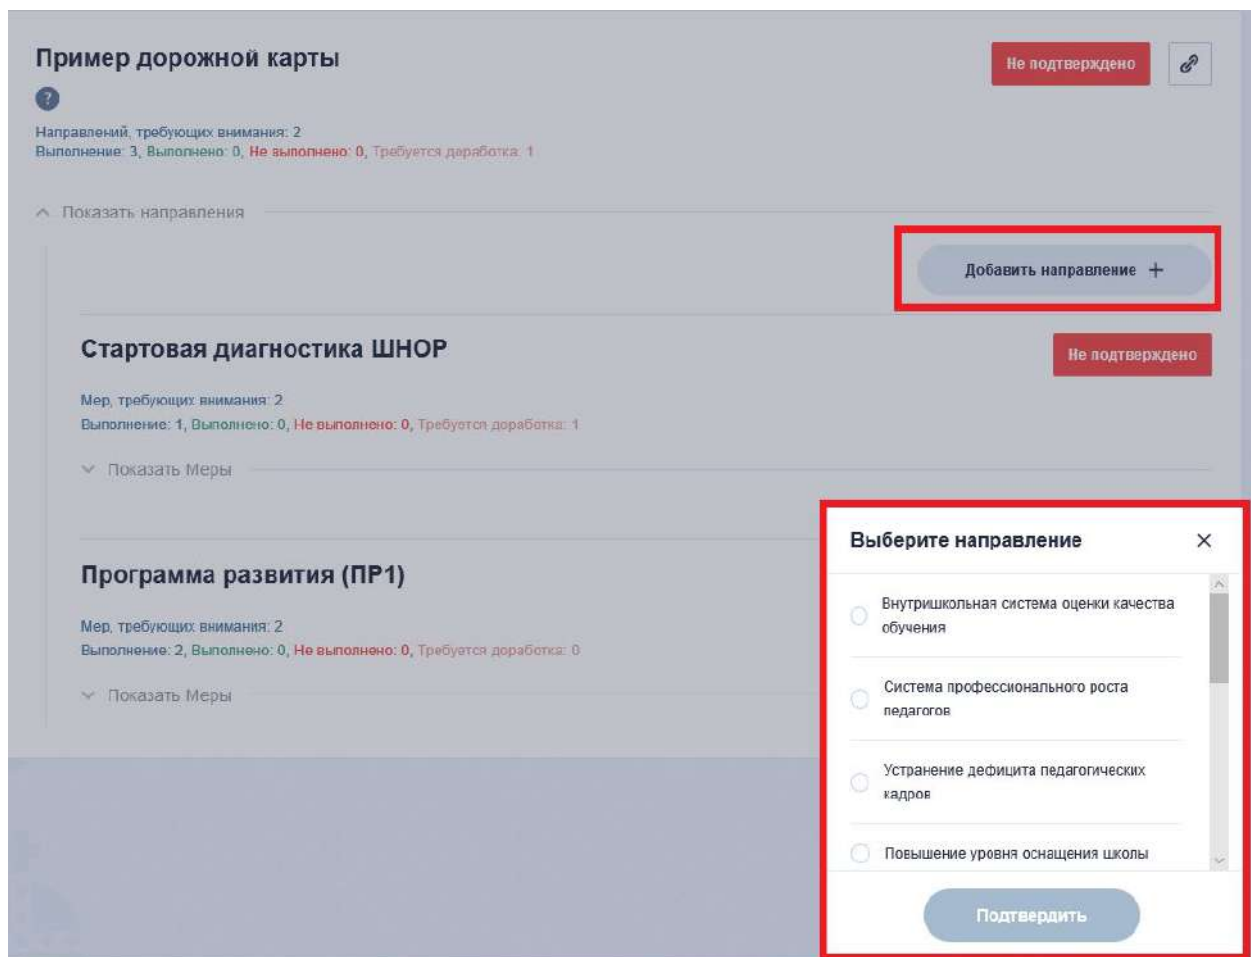 Пример дорожной карты
Не подтверждено
?
Направлений, требующих внимания: 2
Выполнение: 3, Выполнено: 0, Не выполнено: 0, Требуется доработка: 1
Показать направления
Добавить направление +
Стартовая диагностика ШНОР
Не подтверждено
Мер, требующих внимания: 2
Выполнение: 1, Выполнено: 0, Не выполнено: 0, Требуется доработка: 1
Показать Меры
Программа развития (ПР1)
Мер, требующих внимания: 2
Выполнение: 2, Выполнено: 0, Не выполнено: 0, Требуется доработка: 0
Показать Меры
Выберите направление
Внутришкольная система оценки качества
обучения
Система профессионального роста
педагогов
Устранение дефицита педагогических
кадров
Повышение уровня оснащения школы
Подтвердить